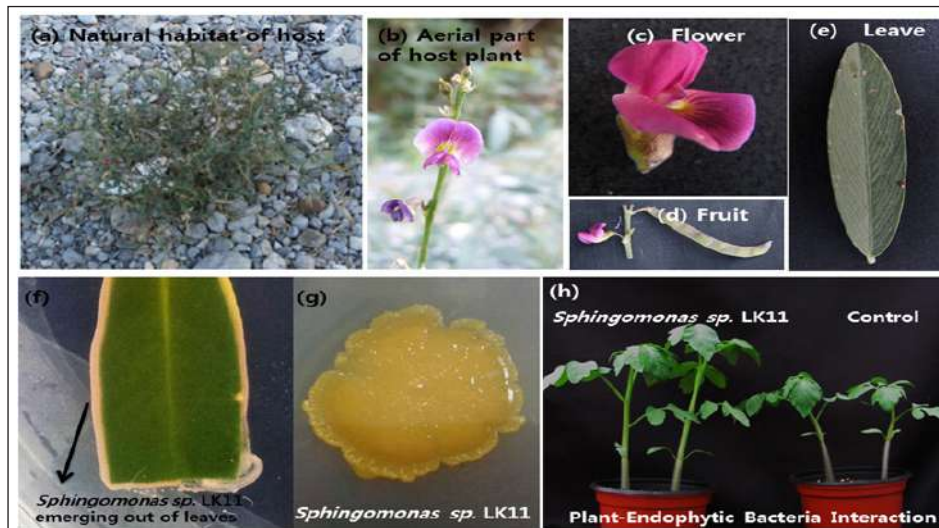 (a) Natural habitat of host
(b) Aerial part
of host plant
(c) Flower
(d) Fruit
(e) Leave
(f)
Sphingomonas sp. LK11
emerging out of leaves
(g)
Sphingomonas sp. LK11
(h)
Sphingomonas sp. LK11 Control
Plant-Endophytic Bacteria Interaction